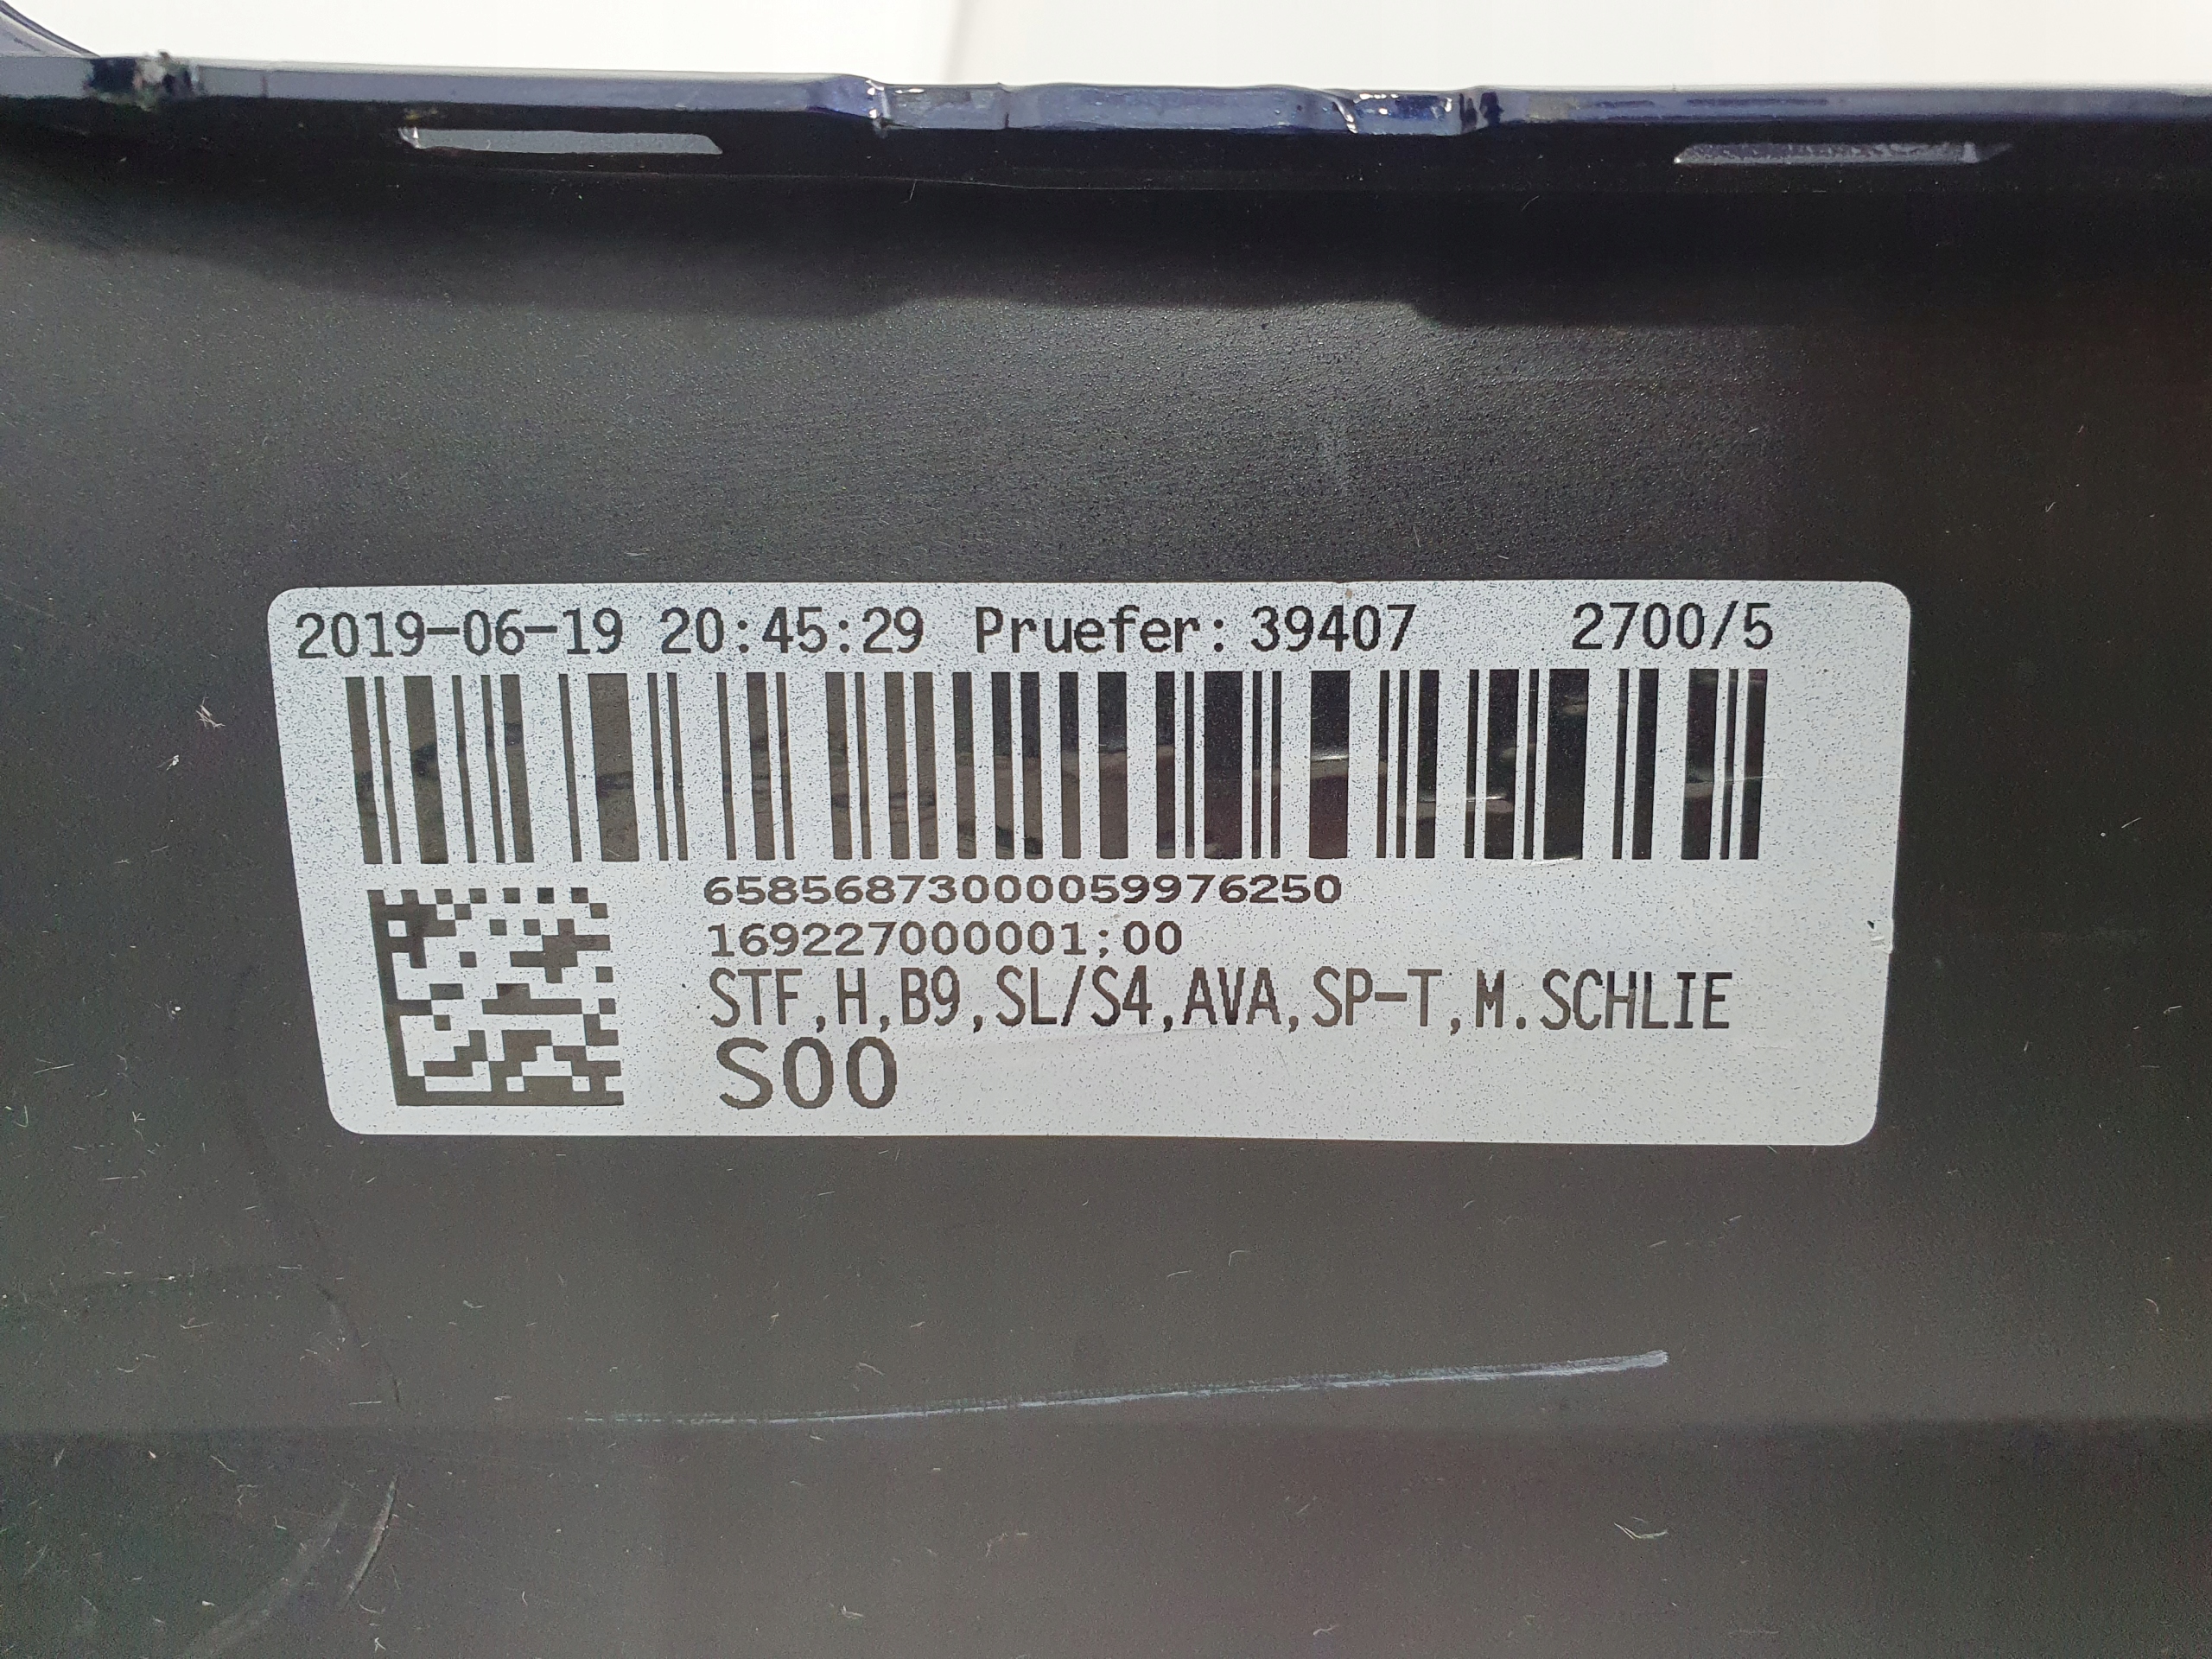 2019-06-19 20:45:29 Pruefer: 39407 2700/5
65856873000059976250
169227000001;00
STF,H,B9,SL/S4,AVA,SP-T,M.SCHLIE
S00